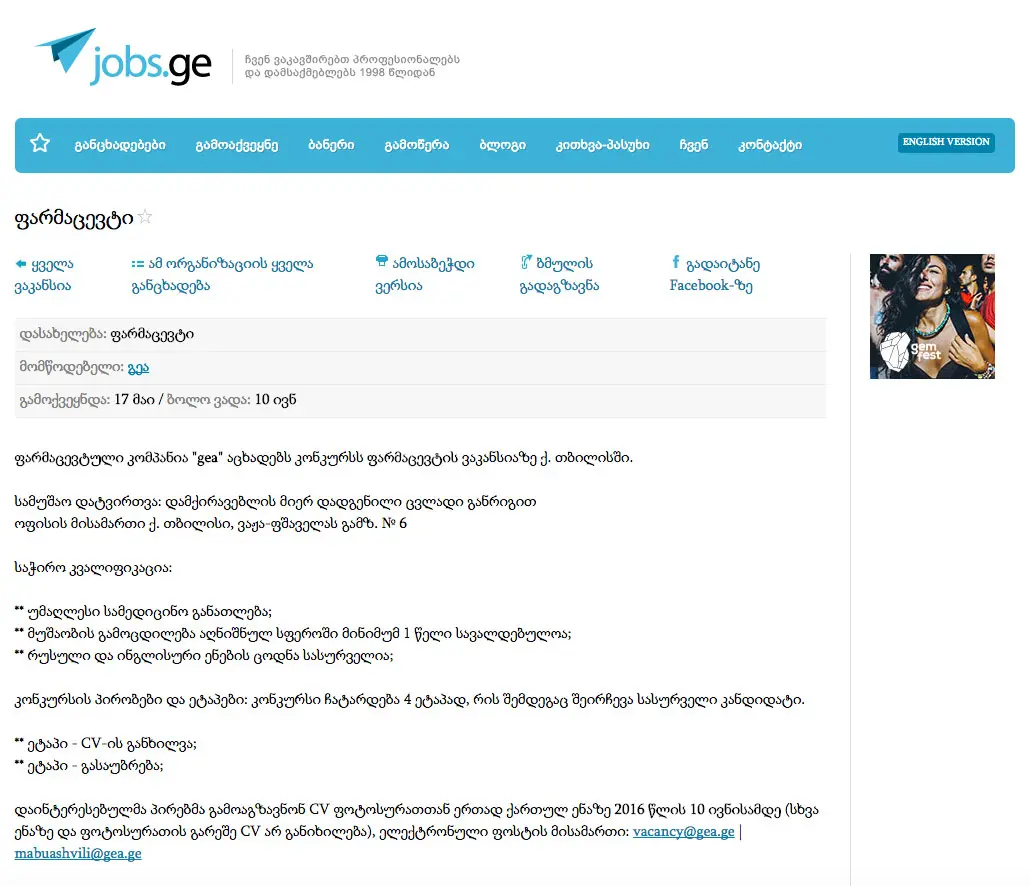 jobs.ge
ჩვენ ვაკავშირებთ პროფესიონალებს
და დამსაქმებლებს 1998 წლიდან
განცხადებები გამოაქვეყნე ბანერი გამოწერა ბლოგი კითხვა-პასუხი ჩვენ კონტაქტი ENGLISH VERSION
ფარმაცევტი
ყველა
ვაკანსია
ამ ორგანიზაციის ყველა
განცხადება
ამოსაბეჭდი
ვერსია
ბმულის
გადაგზავნა
გადაიტანე
Facebook-ზე
gem
fest
დასახელება: ფარმაცევტი
მომწოდებელი: გეა
გამოქვეყნდა: 17 მაი / ბოლო ვადა: 10 ივნ
ფარმაცევტული კომპანია "gea" აცხადებს კონკურსს ფარმაცევტის ვაკანსიაზე ქ. თბილისში.
სამუშაო დატვირთვა: დამქირავებლის მიერ დადგენილი ცვლადი განრიგით
ოფისის მისამართი ქ. თბილისი, ვაჟა-ფშაველას გამზ. № 6
საჭირო კვალიფიკაცია:
** უმაღლესი სამედიცინო განათლება;
** მუშაობის გამოცდილება აღნიშნულ სფეროში მინიმუმ 1 წელი სავალდებულოა;
** რუსული და ინგლისური ენების ცოდნა სასურველია;
კონკურსის პირობები და ეტაპები: კონკურსი ჩატარდება 4 ეტაპად, რის შემდეგაც შეირჩევა სასურველი კანდიდატი.
** ეტაპი - CV-ის განხილვა;
** ეტაპი - გასაუბრება;
დაინტერესებულმა პირებმა გამოაგზავნონ CV ფოტოსურათთან ერთად ქართულ ენაზე 2016 წლის 10 ივნისამდე (სხვა
ენაზე და ფოტოსურათის გარეშე CV არ განიხილება), ელექტრონული ფოსტის მისამართი: vacancy@gea.ge |
mabuashvili@gea.ge